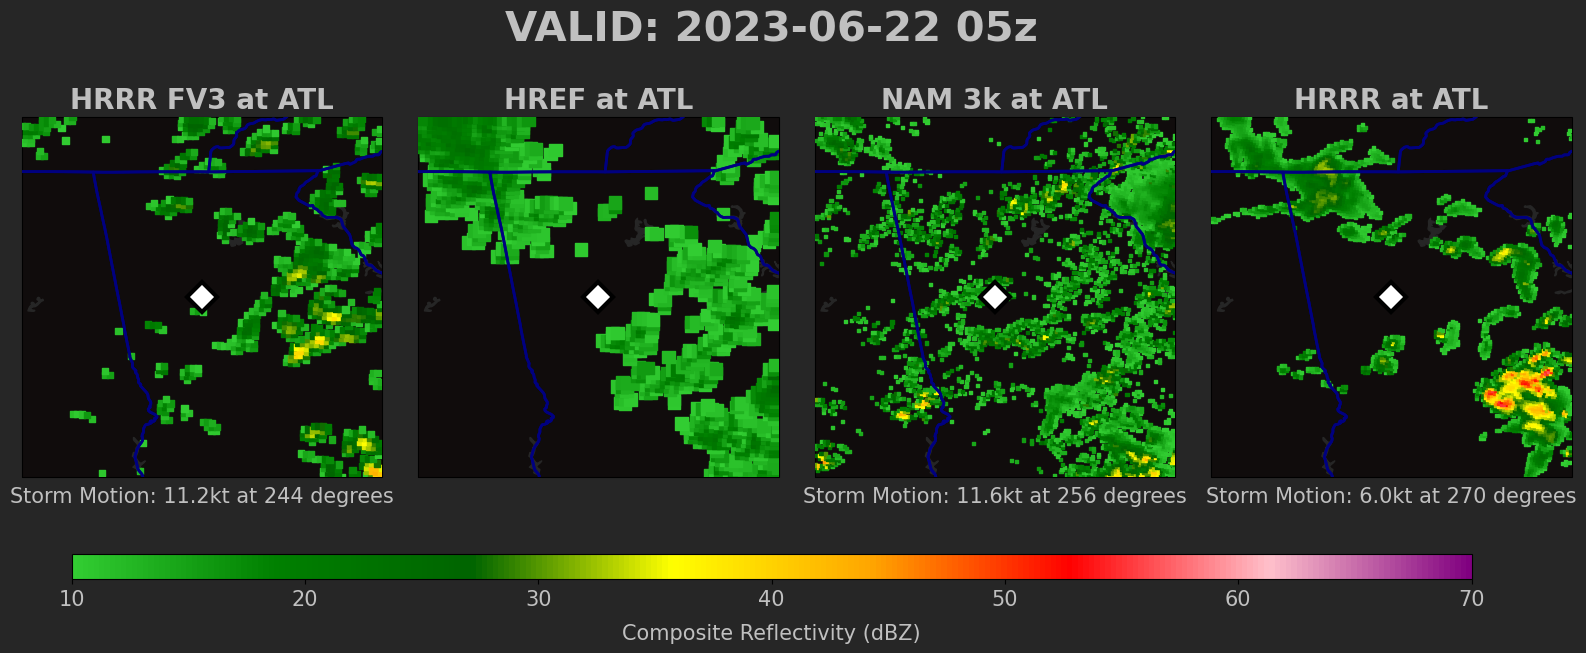 VALID: 2023-06-22 05z
HRRR FV3 at ATL
HREF at ATL
NAM 3k at ATL
HRRR at ATL
Storm Motion: 11.2kt at 244 degrees
Storm Motion: 11.6kt at 256 degrees
Storm Motion: 6.0kt at 270 degrees
10 20 30 40 50 60 70
Composite Reflectivity (dBZ)